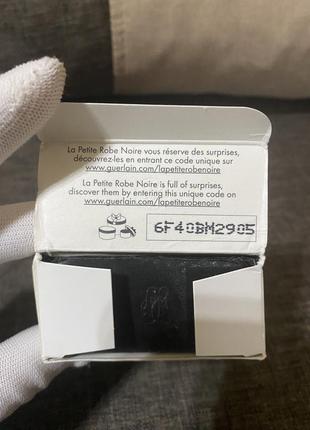 La Petite Robe Noire vous réserve des surprises,
découvrez-les en entrant ce code unique sur
www.guerlain.com/lapetiterobenoire
La Petite Robe Noire is full of surprises,
discover them by entering this unique code on
www.guerlain.com/lapetiterobenoire
6F40BM2905